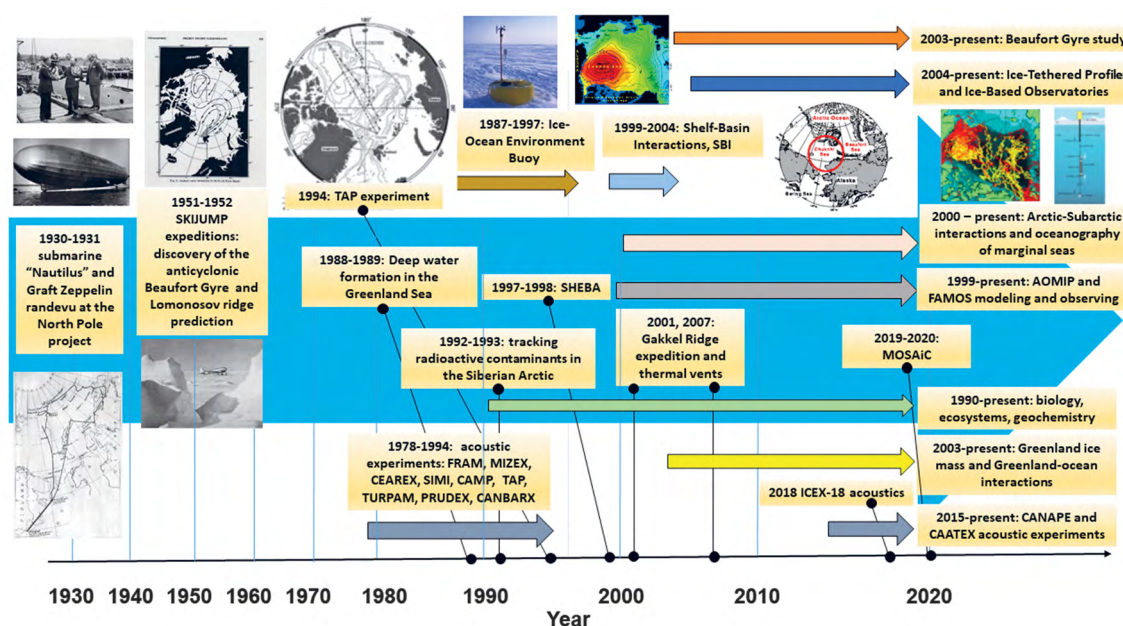 1930-1931
submarine
“Nautilus” and
Graft Zeppelin
randevu at the
North Pole
project
1951-1952
SKIJUMP
expeditions:
discovery of the
anticyclonic
Beaufort Gyre and
Lomonosov ridge
prediction
1994: TAP experiment
1987-1997: Ice-
Ocean Environment
Buoy
1999-2004: Shelf-Basin
Interactions, SBI
2003-present: Beaufort Gyre study
2004-present: Ice-Tethered Profile
and Ice-Based Observatories
Arctic Ocean
Chukchi
Sea
Beaufort
Sea
Alaska
Bering Sea
1988-1989: Deep water
formation in the
Greenland Sea
1997-1998: SHEBA
2000 – present: Arctic-Subarctic
interactions and oceanography
of marginal seas
1999-present: AOMIP and
FAMOS modeling and observing
1992-1993: tracking
radioactive contaminants in
the Siberian Arctic
2001, 2007:
Gakkel Ridge
expedition and
thermal vents
2019-2020:
MOSAiC
1990-present: biology,
ecosystems, geochemistry
1978-1994: acoustic
experiments: FRAM, MIZEX,
CEAREX, SIMI, CAMP, TAP,
TURPAM, PRUDEX, CANBARX
2003-present: Greenland ice
mass and Greenland-ocean
interactions
2018 ICEX-18 acoustics
2015-present: CANAPE and
CAATEX acoustic experiments
1930 1940 1950 1960 1970 1980 1990 2000 2010 2020
Year